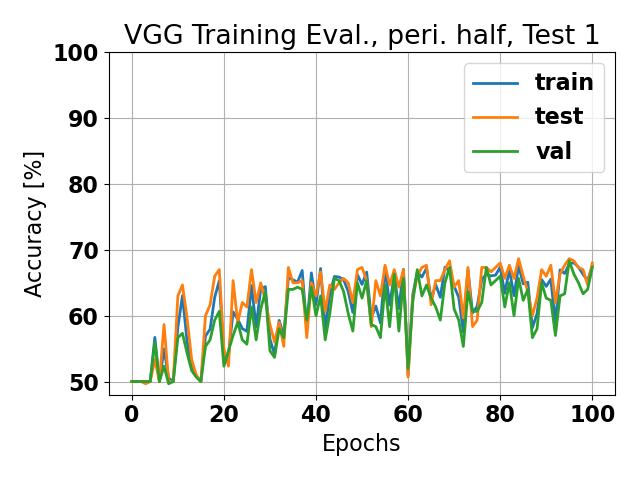 VGG Training Eval., peri. half, Test 1
100
90
80
70
60
50
Accuracy [%]
train
test
val
0 20 40 60 80 100
Epochs